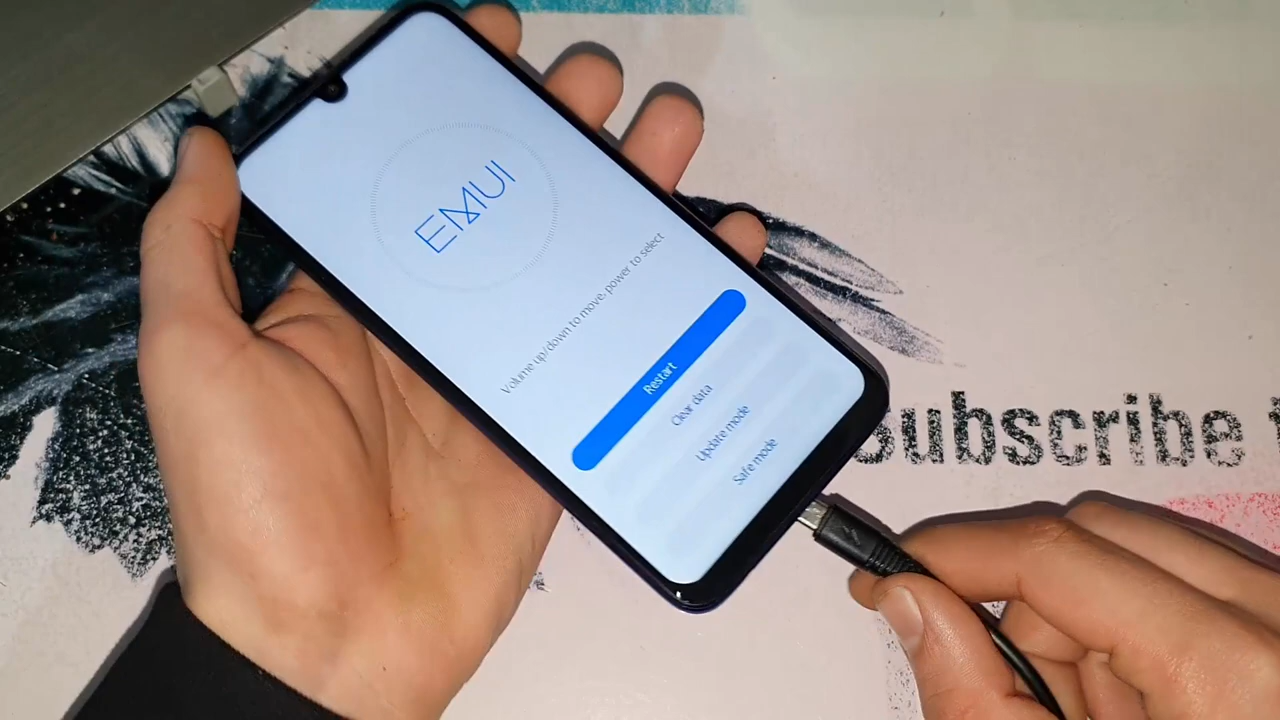 EMUI
Volume up/down to move, power to select
Restart
Clear data
Update mode
Safe mode
Subscribe